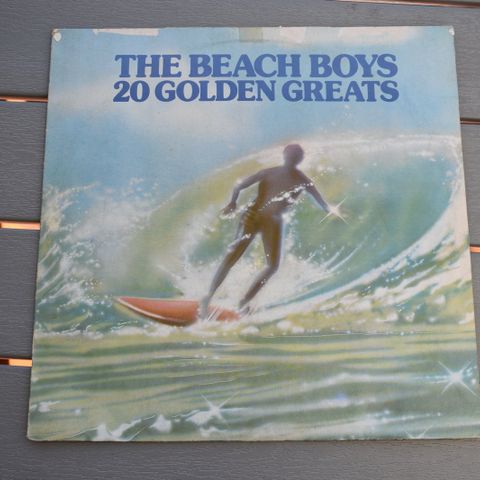 THE BEACH BOYS
20 GOLDEN GREATS